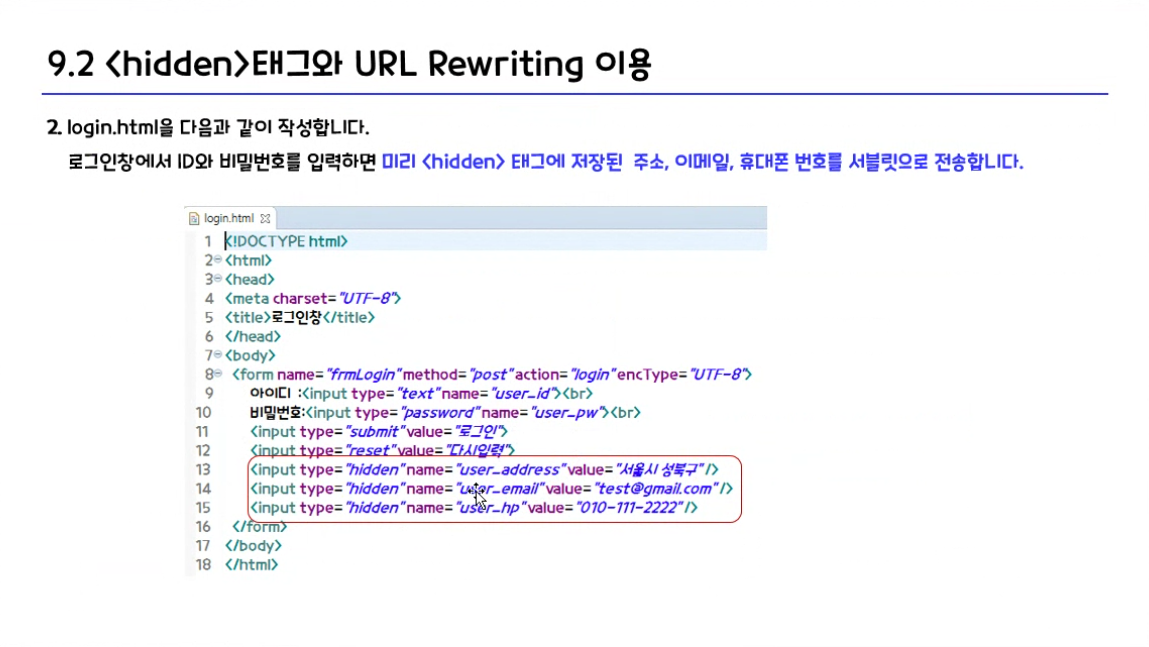 9.2 <hidden>태그와 URL Rewriting 이용
2. login.html을 다음과 같이 작성합니다.
로그인창에서 ID와 비밀번호를 입력하면 미리 <hidden> 태그에 저장된 주소, 이메일, 휴대폰 번호를 서블릿으로 전송합니다.
login.html
1 <!DOCTYPE html>
2 <html>
3 <head>
4 <meta charset="UTF-8">
5 <title>로그인창</title>
6 </head>
7 <body>
8 <form name="frmLogin" method="post" action="login" encType="UTF-8">
9 아이디 :<input type="text" name="user_id"><br>
10 비밀번호:<input type="password" name="user_pw"><br>
11 <input type="submit" value="로그인">
12 <input type="reset" value="다시입력">
13 <input type="hidden" name="user_address" value="서울시 성북구"/>
14 <input type="hidden" name="user_email" value="test@gmail.com"/>
15 <input type="hidden" name="user_hp" value="010-111-2222"/>
16 </form>
17 </body>
18 </html>